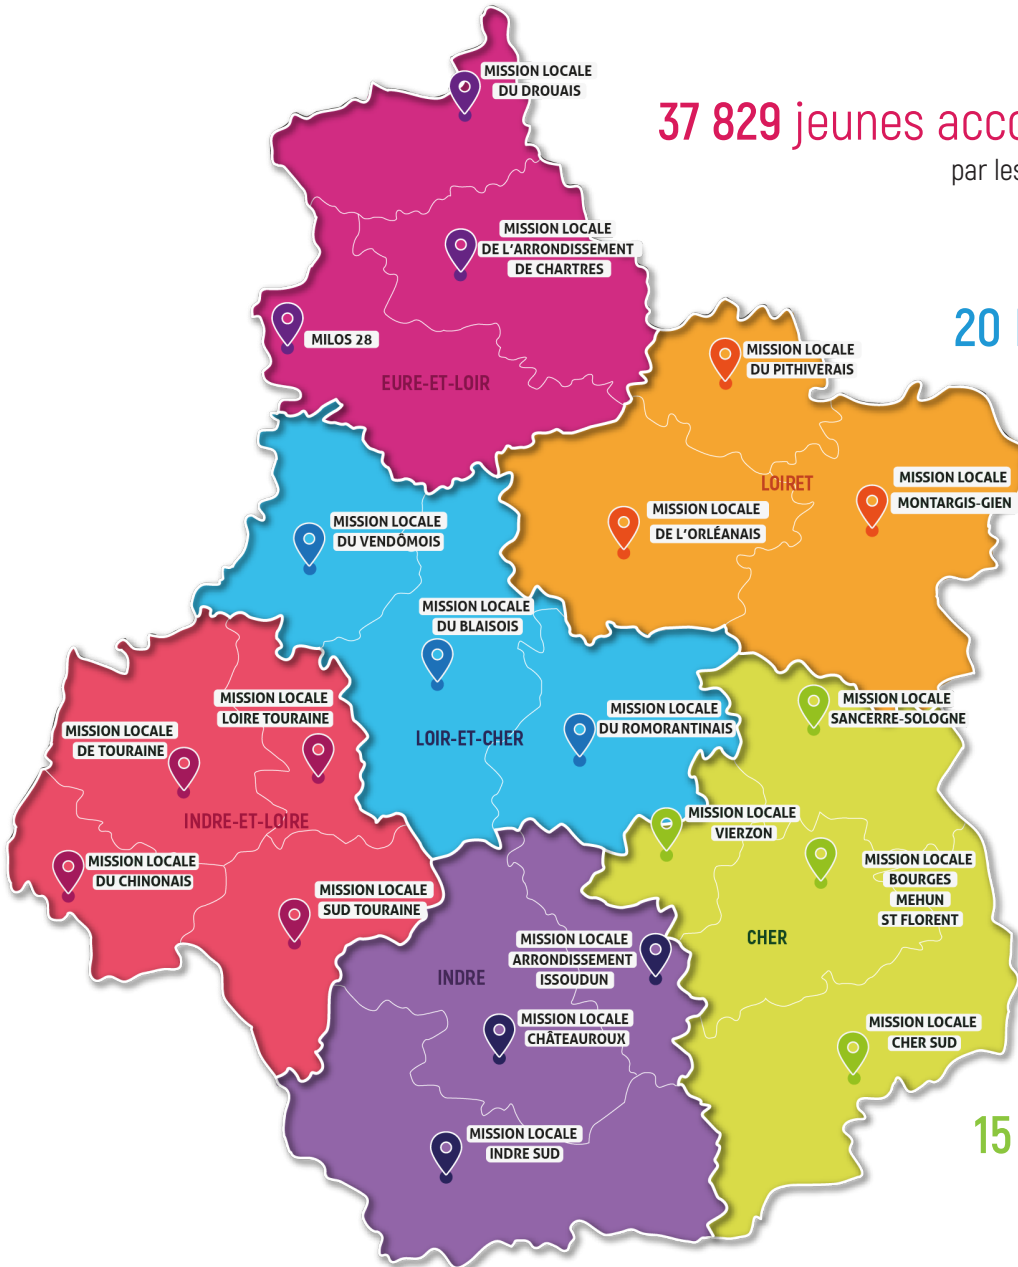 MISSION LOCALE
DU DROUAIS
37 829 jeunes acco
par les
MISSION LOCALE
DE L'ARRONDISSEMENT
DE CHARTRES
MILOS 28
EURE-ET-LOIR
20
MISSION LOCALE
DU PITHIVERAIS
LOIRET
MISSION LOCALE
MONTARGIS-GIEN
MISSION LOCALE
DE L'ORLÉANAIS
MISSION LOCALE
DU VENDÔMOIS
MISSION LOCALE
DU BLAISOIS
MISSION LOCALE
DU ROMORANTINAIS
LOIR-ET-CHER
MISSION LOCALE
SANCERRE-SOLOGNE
MISSION LOCALE
LOIRE TOURAINE
MISSION LOCALE
DE TOURAINE
INDRE-ET-LOIRE
MISSION LOCALE
DU CHINONAIS
MISSION LOCALE
SUD TOURAINE
MISSION LOCALE
VIERZON
MISSION LOCALE
BOURGES
MEHUN
ST FLORENT
CHER
MISSION LOCALE
ARRONDISSEMENT
ISSOUDUN
INDRE
MISSION LOCALE
CHÂTEAUROUX
MISSION LOCALE
CHER SUD
MISSION LOCALE
INDRE SUD
15